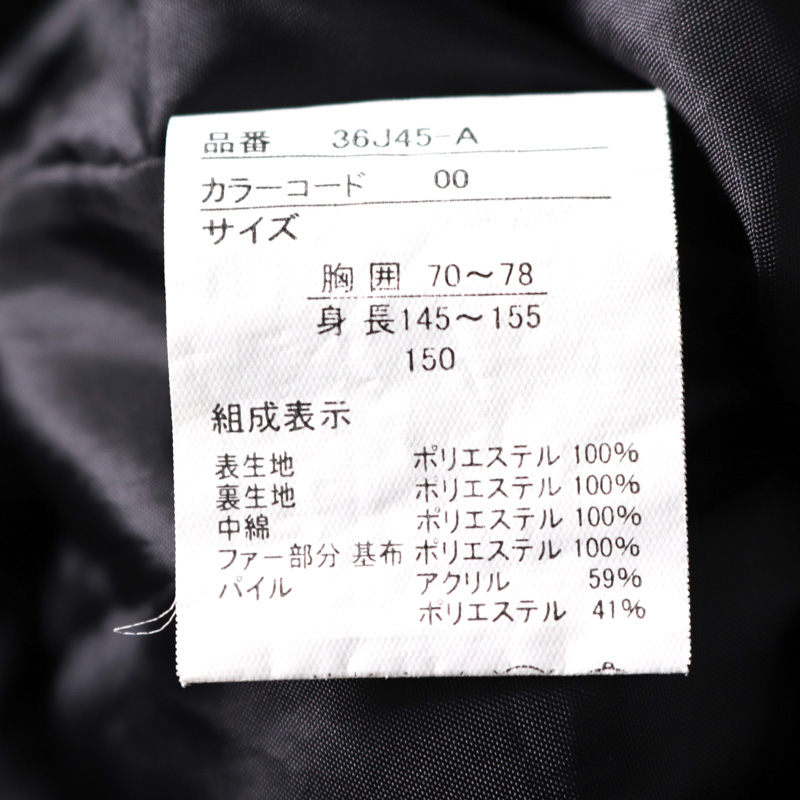 品番 36J45-A
カラーコード 00
サイズ
胸囲 70～78
身長145～155
150
組成表示
表生地 ポリエステル 100%
裏生地 ポリエステル 100%
中綿 ポリエステル 100%
ファー部分 基布 ポリエステル 100%
パイル アクリル 59%
ポリエステル 41%